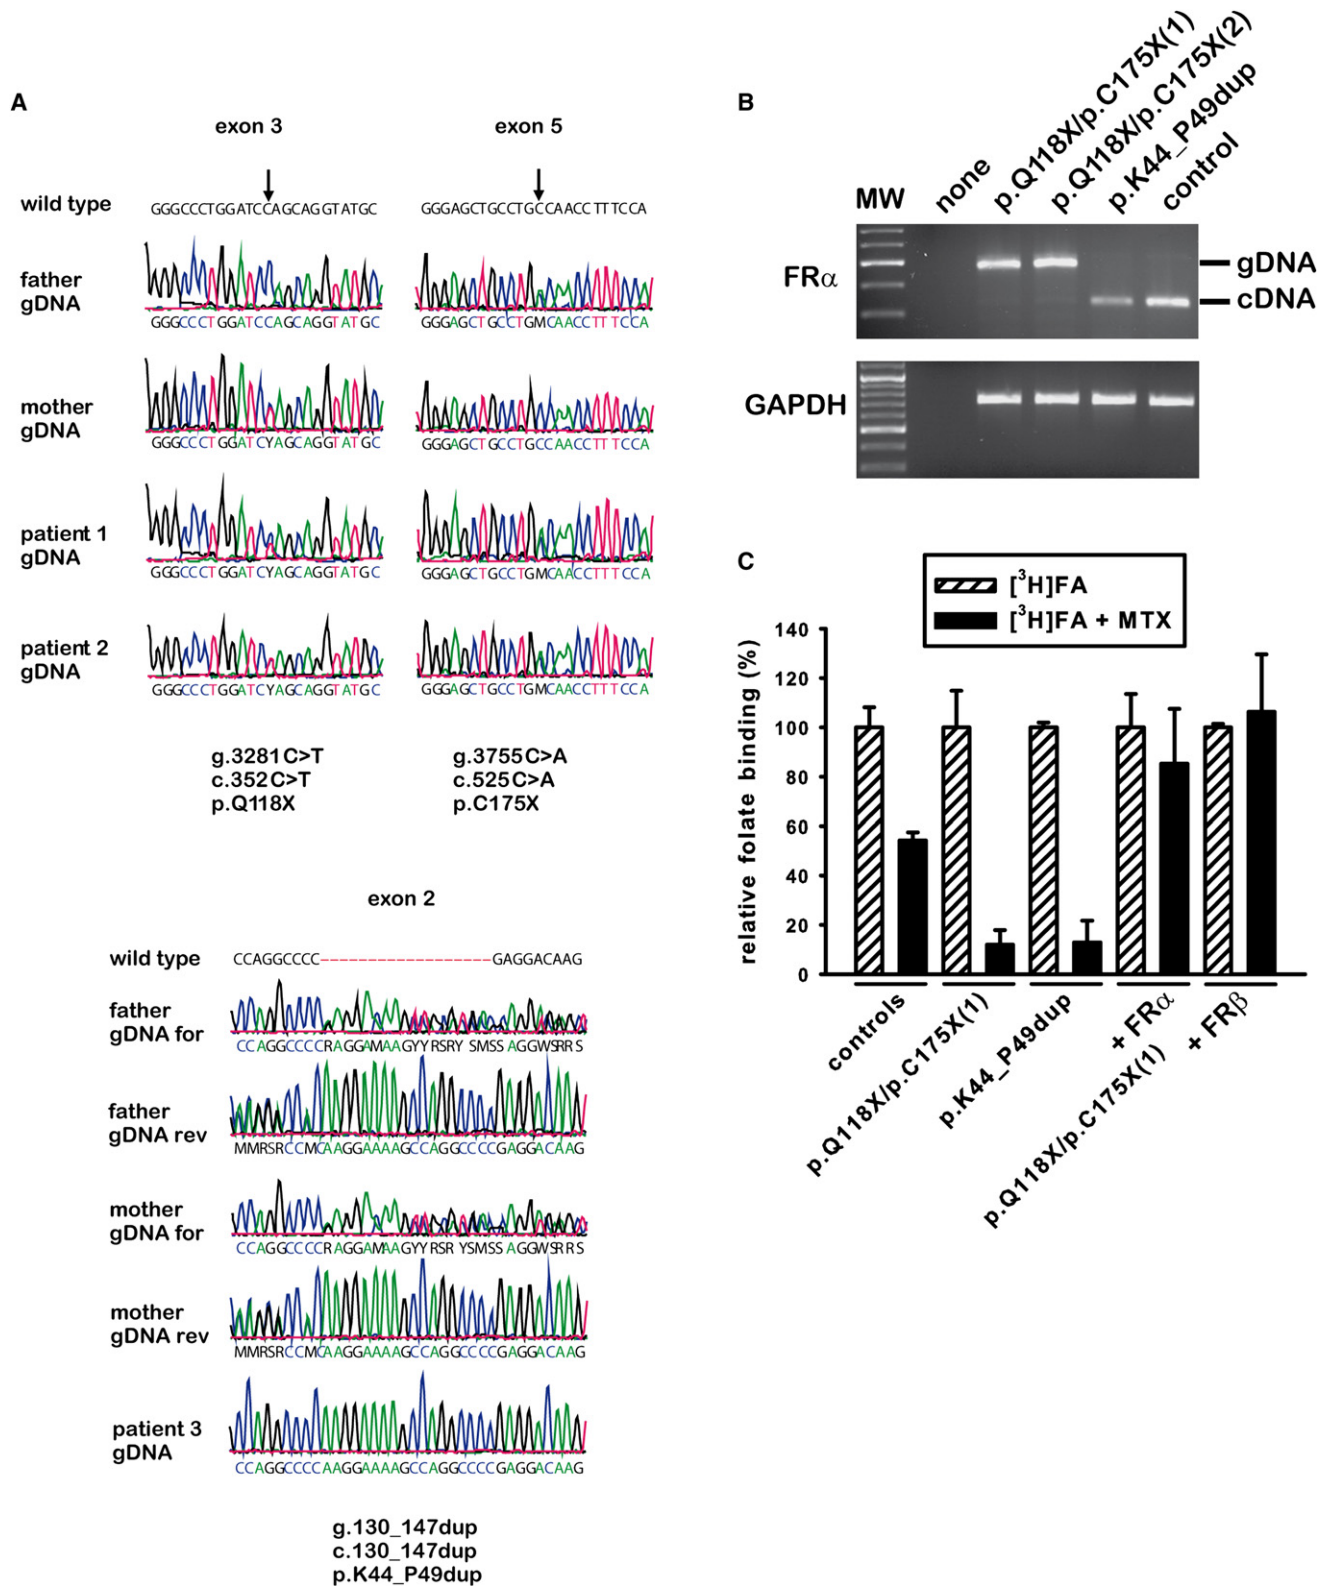 A
exon 3
exon 5
wild type
GGGCCCTGGATCCAGCAGGTATGC
GGGAGCTGCCTGCCAACCTTTCCA
father
gDNA
GGGCCCTGGATCCAGCAGGTATGC
GGGAGCTGCCTGMCAACCTTTCCA
mother
gDNA
GGGCCCTGGATCYAGCAGGTATGC
GGGAGCTGCCTGCCAACCTTTCCA
patient 1
gDNA
GGGCCCTGGATCYAGCAGGTATGC
GGGAGCTGCCTGMCAACCTTTCCA
patient 2
gDNA
GGGCCCTGGATCYAGCAGGTATGC
GGGAGCTGCCTGMCAACCTTTCCA
g.3281C>T
c.352C>T
p.Q118X
g.3755C>A
c.525C>A
p.C175X
exon 2
wild type
CCAGGCCCC-------------------GAGGACAAG
father
gDNA for
CCAGGCCCCRAGGAMAAGYYRSRY SMSS AGGWSRRS
father
gDNA rev
MMRSRCCMCAAGGAAAAGCCAGGCCCCGAGGACAAG
mother
gDNA for
CCAGGCCCCRAGGAMAAGYYRSRYSMSS AGGWSRRS
mother
gDNA rev
MMRSRCCMCAAGGAAAAGCCAGGCCCCGAGGACAAG
patient 3
gDNA
CCAGGCCCCAAGGAAAAGCCAGGCCCCGAGGACAAG
g.130_147dup
c.130_147dup
p.K44_P49dup
B
MW
none
p.Q118X/p.C175X(1)
p.Q118X/p.C175X(2)
p.K44_P49dup
control
FRα
gDNA
cDNA
GAPDH
C
[³H]FA
[³H]FA + MTX
relative folate binding (%)
140
120
100
80
60
40
20
0
controls
p.Q118X/p.C175X(1)
p.K44_P49dup
+ FRα
p.Q118X/p.C175X(1)
+ FRβ